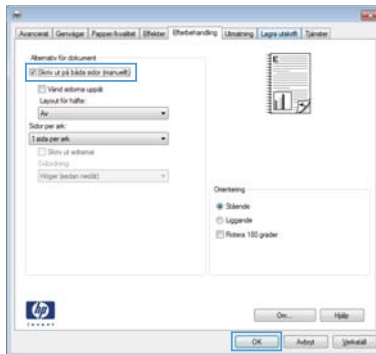 Avancerat Genvägar Papper/kvalitet Effekter Efterbehandling Utmatning Lagra utskrift Tjänster
Alternativ för dokument
Skriv ut på båda sidor (manuellt)
Vänd sidorna uppåt
Layout för häfte:
Av
Sidor per ark:
1 sida per ark
Skriv ut sidramar
Sidordning:
Höger (sedan nedåt)
Orientering
Stående
Liggande
Rotera 180 grader
hp
invent
Om... Hjälp
OK Avbryt Verkställ